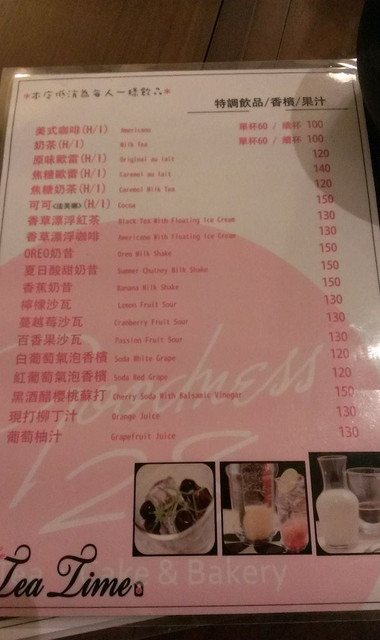 *本店低消為每人一樣飲品*
特調飲品/香檳/果汁
美式咖啡(H/I) Americano 單杯60 / 續杯 100
奶茶(H/I) Milk Tea 單杯60 / 續杯 100
原味歐蕾(H/I) Original au lait 120
焦糖歐蕾(H/I) Caramel au lait 140
焦糖奶茶(H/I) Caramel Milk Tea 120
可可(H/I) Cocoa 150
香草漂浮紅茶 Black Tea With Floating ice Cream 130
香草漂浮咖啡 Americano With Floating ice Cream 130
OREO奶昔 Oreo Milk Shake 150
夏日酸甜奶昔 Summer Chutney Milk Shake 150
香蕉奶昔 Banana Milk Shake 150
檸檬沙瓦 Lemon Fruit Sour 130
蔓越莓沙瓦 Cranberry Fruit Sour 130
百香果沙瓦 Passion Fruit Sour 130
白葡萄氣泡香檳 Soda White Grape 120
紅葡萄氣泡香檳 Soda Red Grape 120
黑酒醋櫻桃蘇打 Cherry Soda With Balsamic Vinegar 150
現打柳丁汁 Orange Juice 130
葡萄柚汁 Grapefruit Juice 130
Tea Time
& Bakery